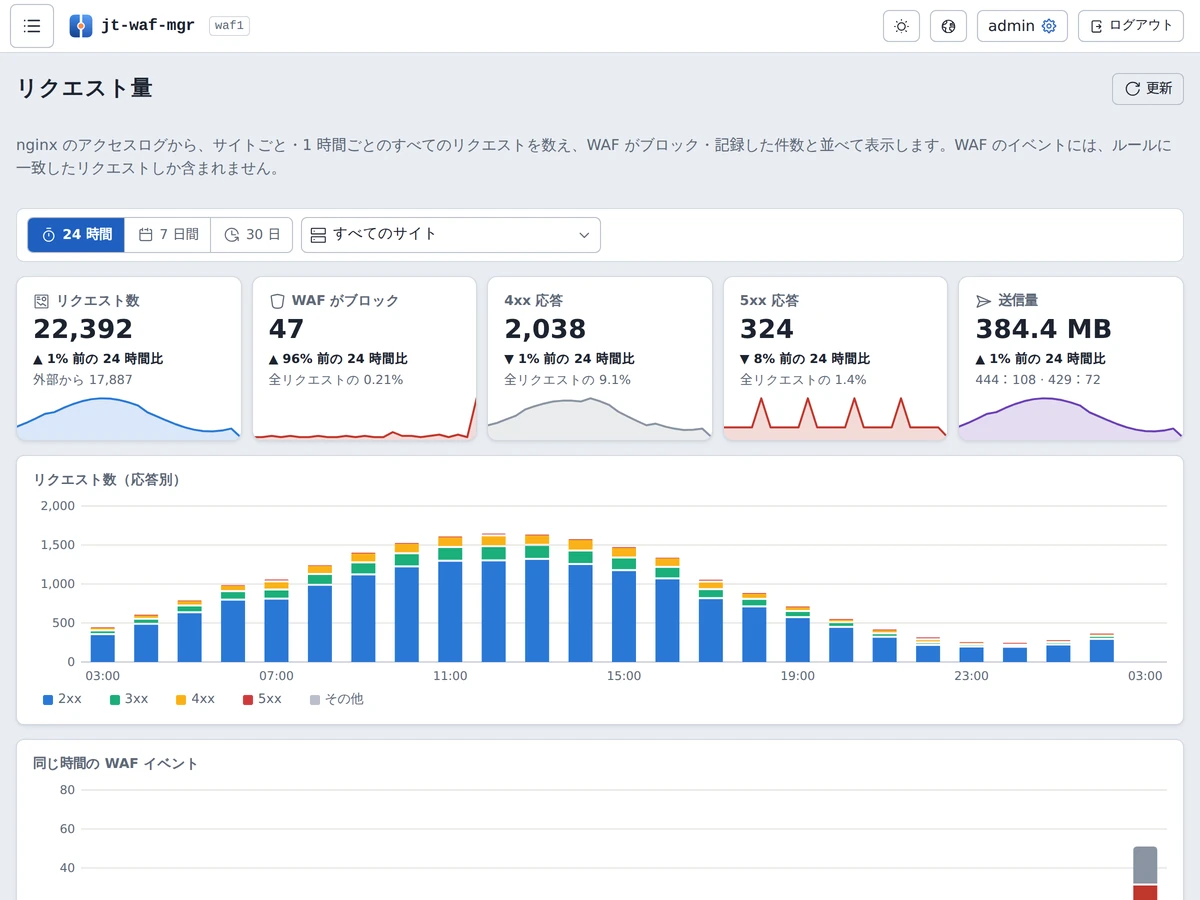 jt-waf-mgr
waf1
admin
ログアウト
リクエスト量
更新
nginx のアクセスログから、サイトごと・1 時間ごとのすべてのリクエストを数え、WAF がブロック・記録した件数と並べて表示します。WAF のイベントには、ルールに
一致したリクエストしか含まれません。
24 時間
7 日間
30 日
すべてのサイト
リクエスト数
22,392
▲ 1% 前の 24 時間比
外部から 17,887
WAF がブロック
47
▲ 96% 前の 24 時間比
全リクエストの 0.21%
4xx 応答
2,038
▼ 1% 前の 24 時間比
全リクエストの 9.1%
5xx 応答
324
▼ 8% 前の 24 時間比
全リクエストの 1.4%
送信量
384.4 MB
▲ 1% 前の 24 時間比
444：108 · 429：72
リクエスト数（応答別）
2,000
1,500
1,000
500
0
03:00 07:00 11:00 15:00 19:00 23:00 03:00
2xx 3xx 4xx 5xx その他
同じ時間の WAF イベント
80
60
40